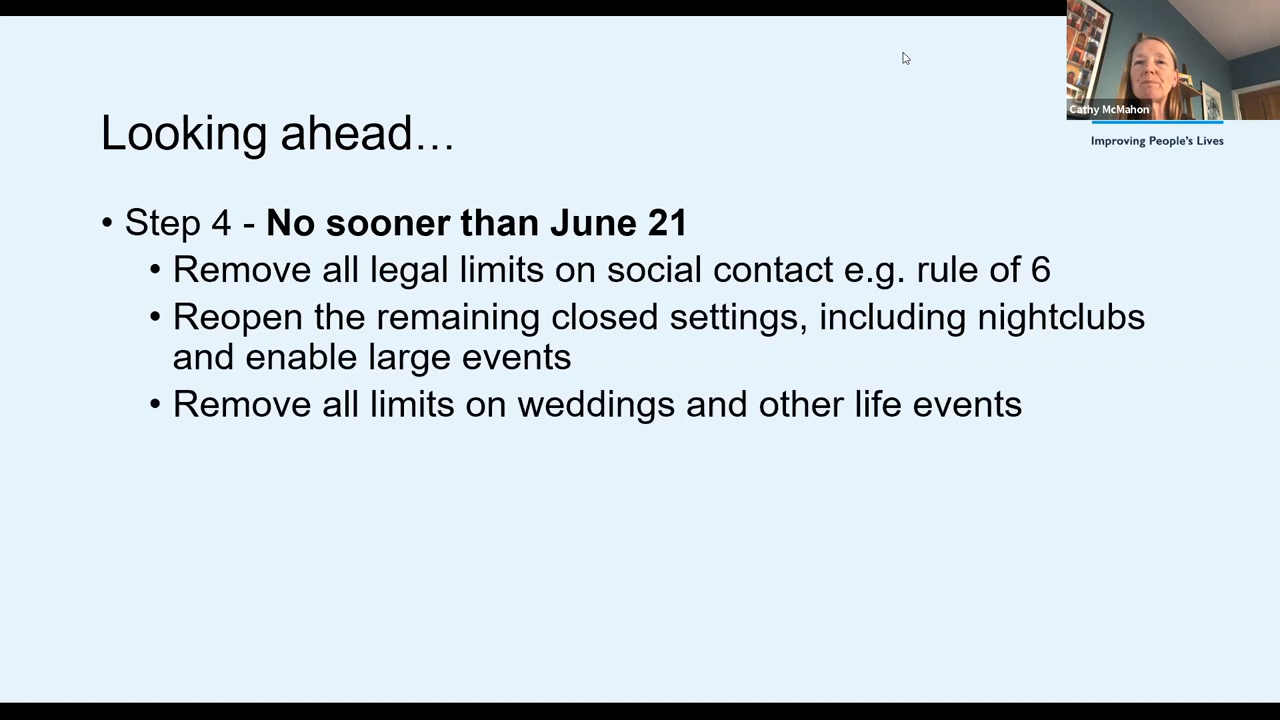 Cathy McMahon
Improving People's Lives
Looking ahead…
• Step 4 - No sooner than June 21
• Remove all legal limits on social contact e.g. rule of 6
• Reopen the remaining closed settings, including nightclubs
and enable large events
• Remove all limits on weddings and other life events